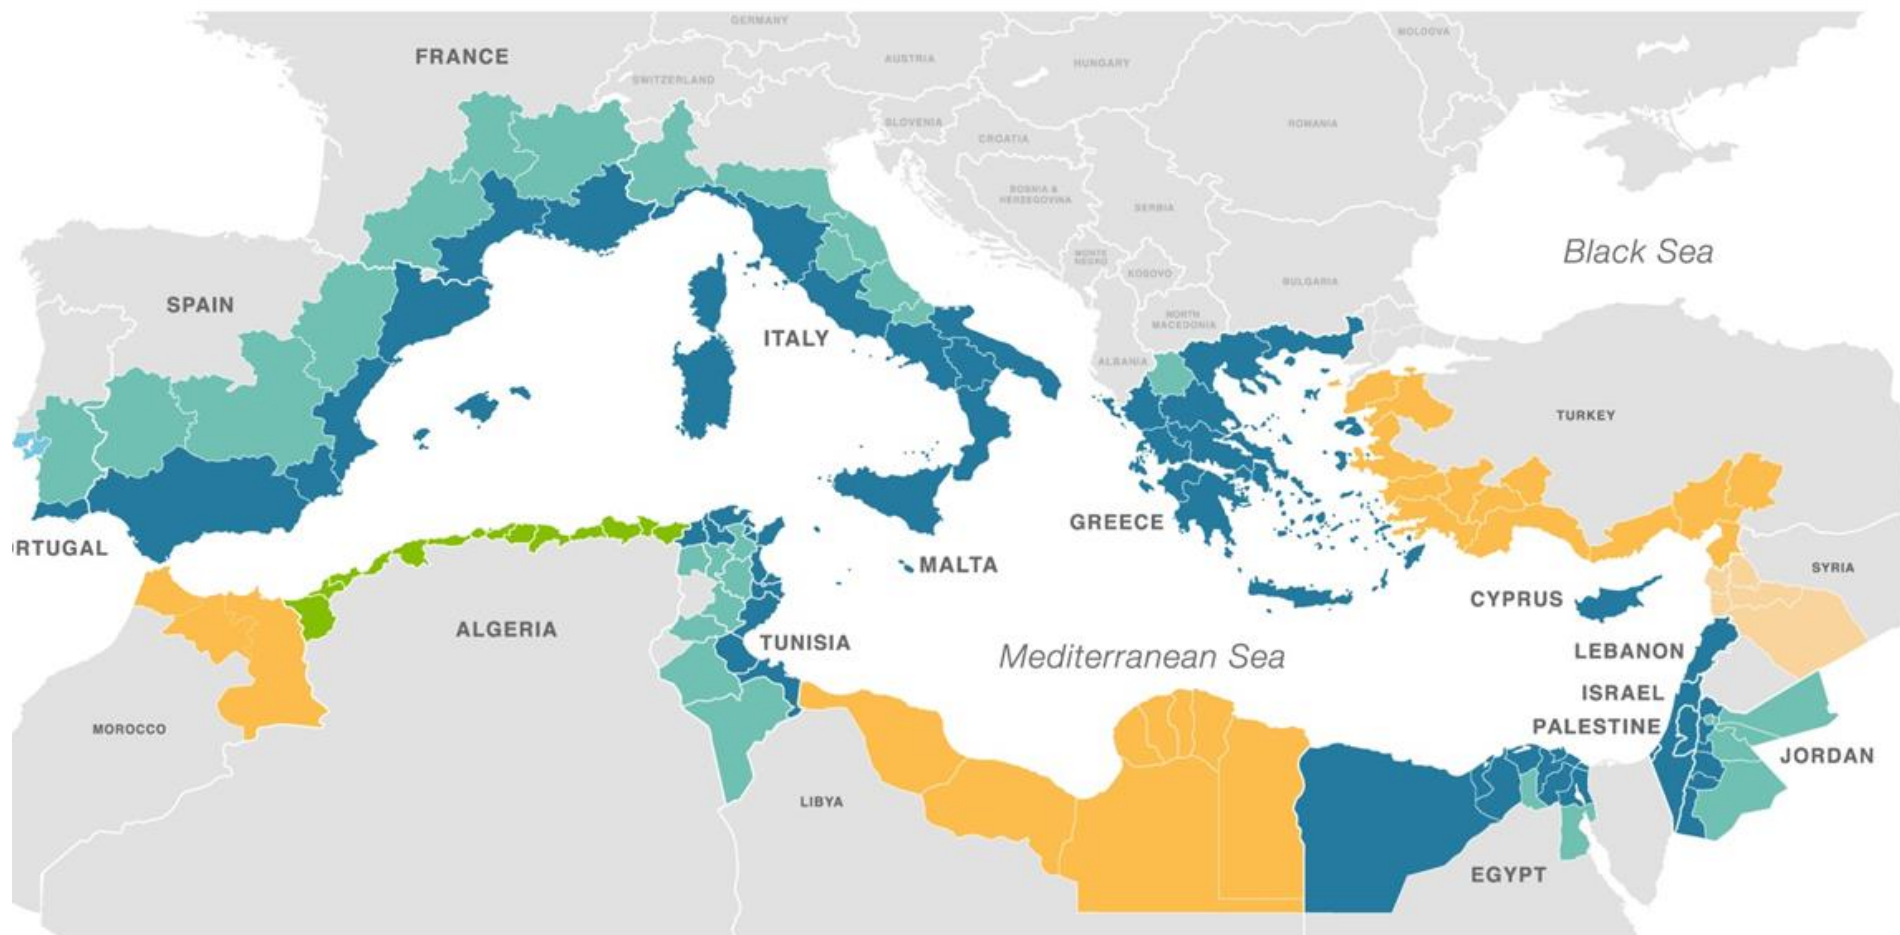 GERMANY
FRANCE
MOLDOVA
AUSTRIA
HUNGARY
SWITZERLAND
SLOVENIA
ROMANIA
CROATIA
BOSNIA &
HERZEGOVINA
SERBIA
Black Sea
MONTE
NEGRO
KOSOVO
BULGARIA
SPAIN
NORTH
MACEDONIA
ITALY
ALBANIA
TURKEY
GREECE
RTUGAL
MALTA
SYRIA
CYPRUS
ALGERIA
TUNISIA
Mediterranean Sea
LEBANON
ISRAEL
MOROCCO
PALESTINE
JORDAN
LIBYA
EGYPT